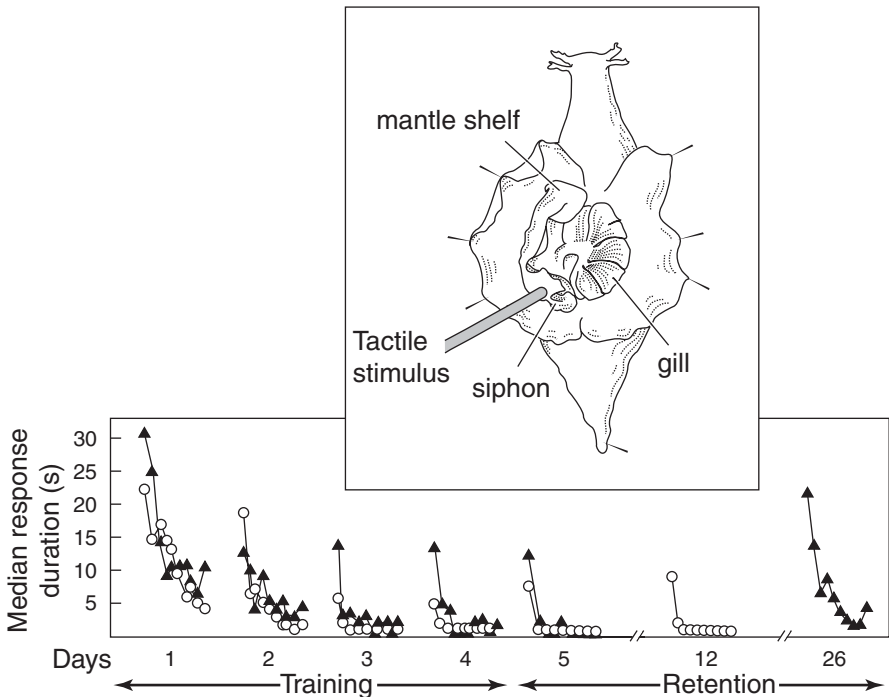 mantle shelf
Tactile
stimulus
siphon
gill
Median response
duration (s)
30
25
20
15
10
5
Days
1
2
3
4
5
12
26
Training
Retention